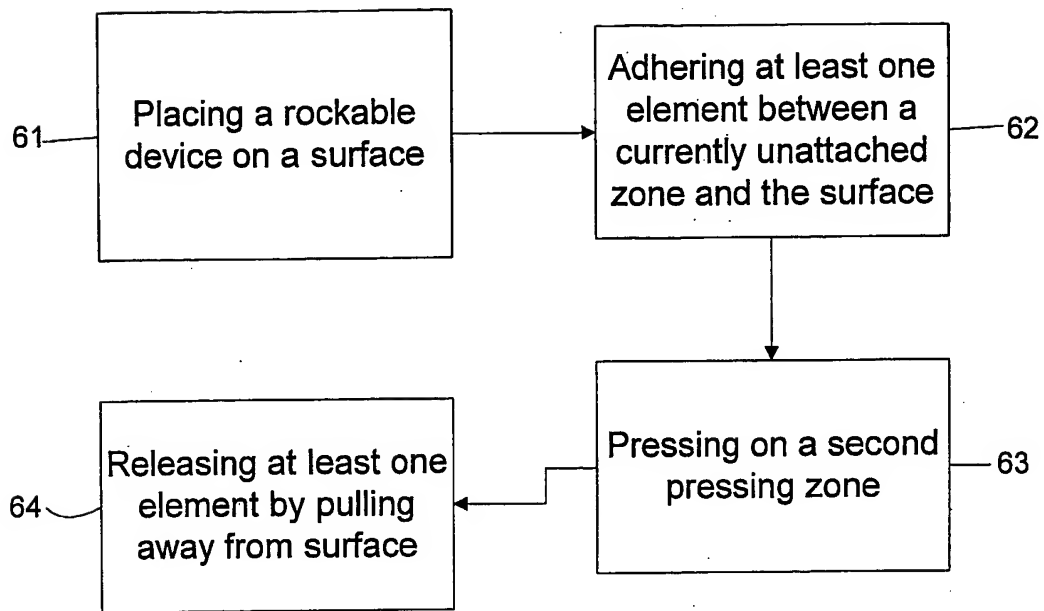 61
Placing a rockable
device on a surface
Adhering at least one
element between a
currently unattached
zone and the surface
62
Pressing on a second
pressing zone
63
Releasing at least one
element by pulling
away from surface
64